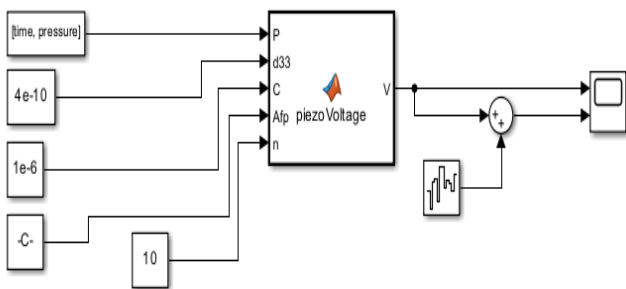 [time, pressure]
4e-10
1e-6
-C-
10
P
d33
C
Afp
n
V
piezoVoltage
++